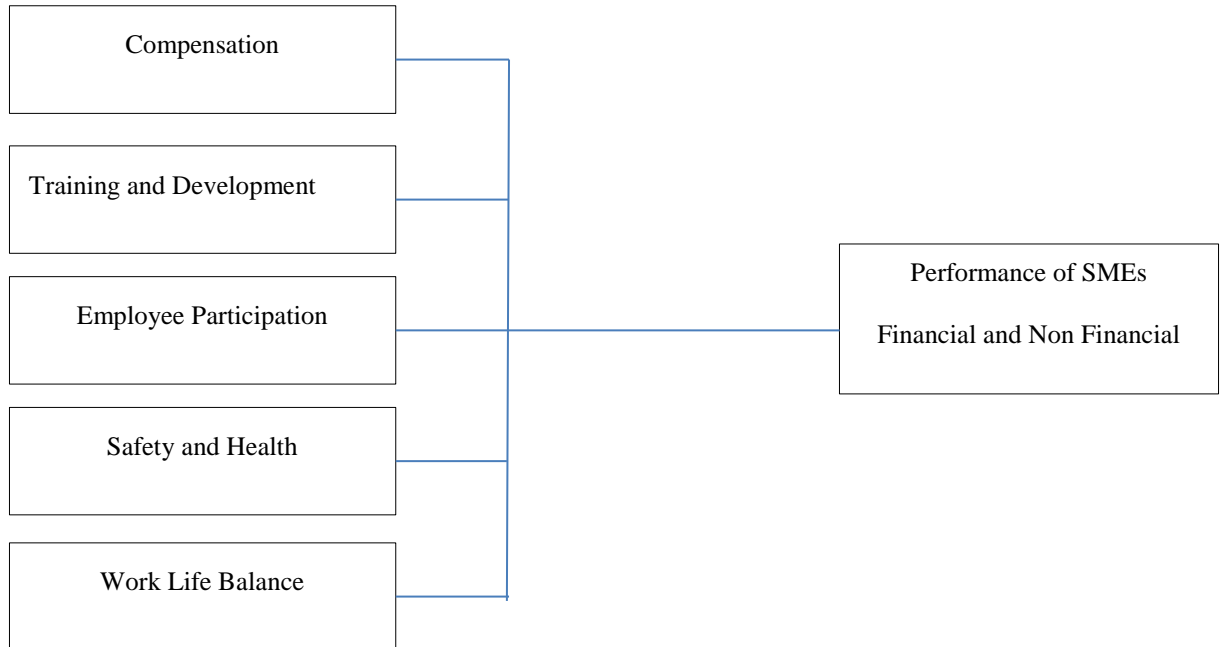 Compensation
Training and Development
Employee Participation
Safety and Health
Work Life Balance
Performance of SMEs
Financial and Non Financial